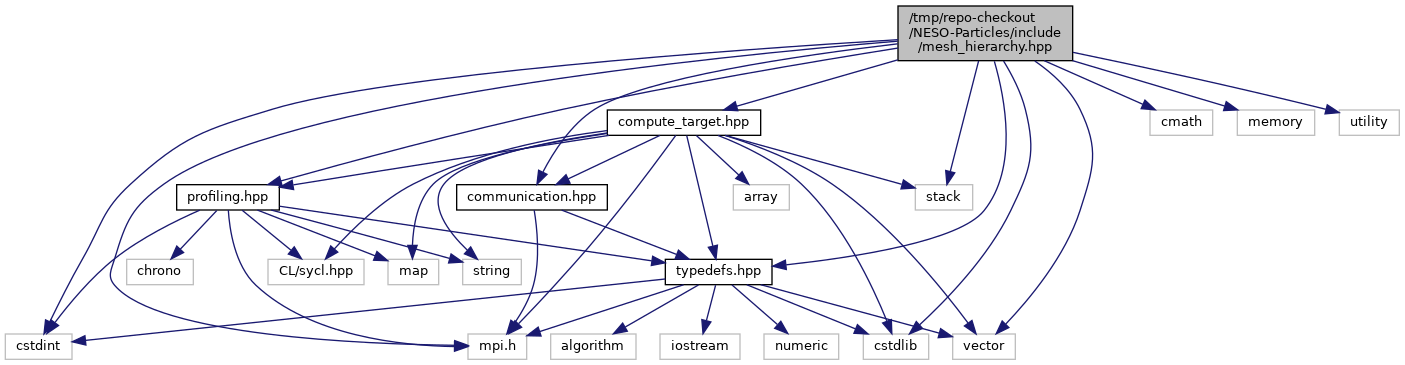 /tmp/repo-checkout
/NESO-Particles/include
/mesh_hierarchy.hpp
compute_target.hpp
cmath
memory
utility
profiling.hpp
communication.hpp
array
stack
chrono
CL/sycl.hpp
map
string
typedefs.hpp
cstdint
mpi.h
algorithm
iostream
numeric
cstdlib
vector